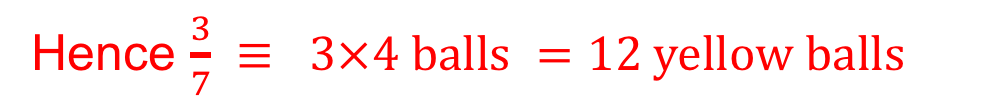 Hence 3/7 ≡ 3×4 balls = 12 yellow balls